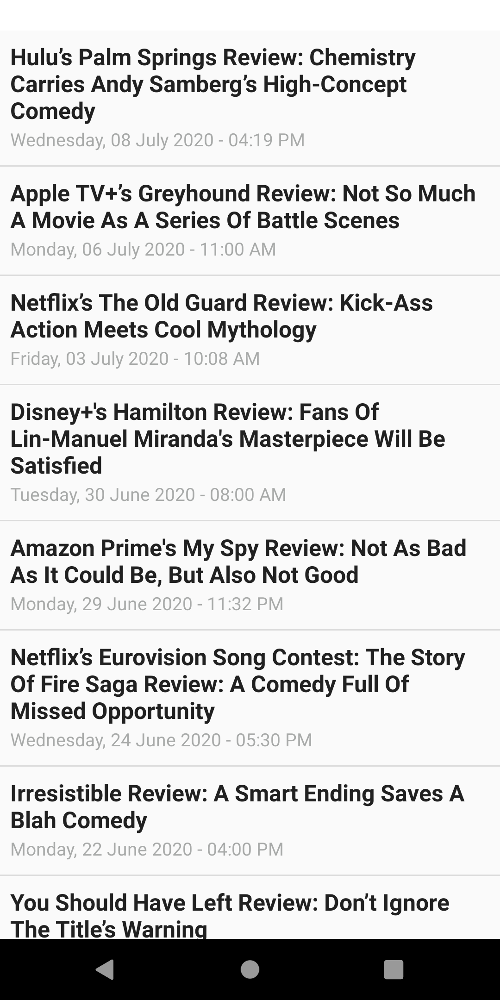 Hulu’s Palm Springs Review: Chemistry
Carries Andy Samberg’s High-Concept
Comedy
Wednesday, 08 July 2020 - 04:19 PM
Apple TV+’s Greyhound Review: Not So Much
A Movie As A Series Of Battle Scenes
Monday, 06 July 2020 - 11:00 AM
Netflix’s The Old Guard Review: Kick-Ass
Action Meets Cool Mythology
Friday, 03 July 2020 - 10:08 AM
Disney+'s Hamilton Review: Fans Of
Lin-Manuel Miranda's Masterpiece Will Be
Satisfied
Tuesday, 30 June 2020 - 08:00 AM
Amazon Prime's My Spy Review: Not As Bad
As It Could Be, But Also Not Good
Monday, 29 June 2020 - 11:32 PM
Netflix’s Eurovision Song Contest: The Story
Of Fire Saga Review: A Comedy Full Of
Missed Opportunity
Wednesday, 24 June 2020 - 05:30 PM
Irresistible Review: A Smart Ending Saves A
Blah Comedy
Monday, 22 June 2020 - 04:00 PM
You Should Have Left Review: Don’t Ignore
The Title’s Warning